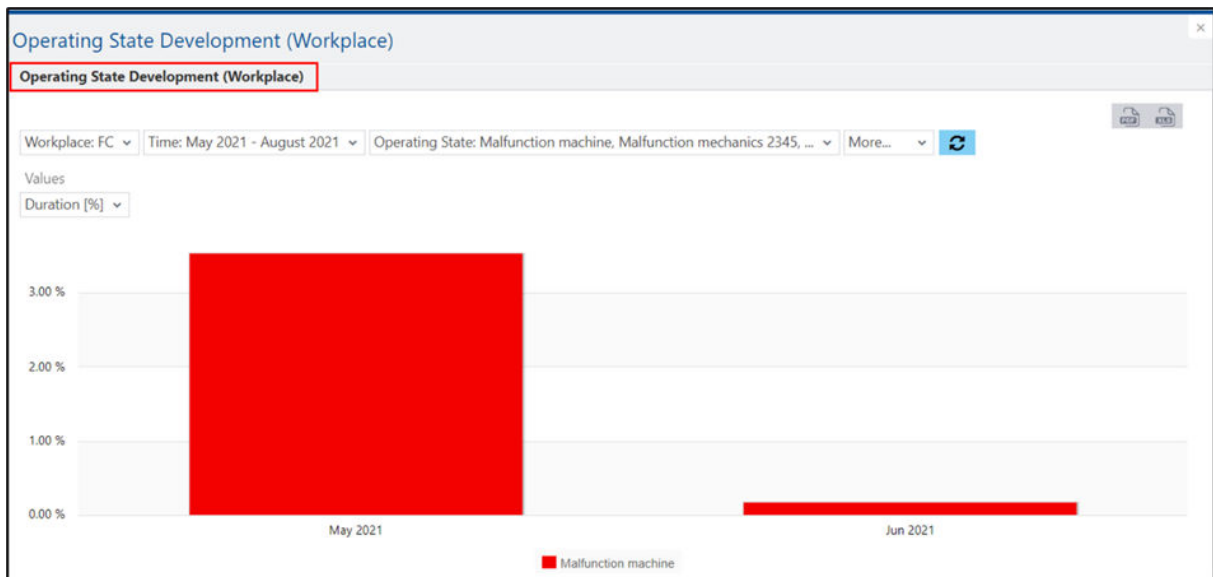 Operating State Development (Workplace)
Operating State Development (Workplace)
PDF XLS
Workplace: FC Time: May 2021 - August 2021 Operating State: Malfunction machine, Malfunction mechanics 2345, ... More...
Values
Duration [%]
3.00 %
2.00 %
1.00 %
0.00 %
May 2021 Jun 2021
Malfunction machine